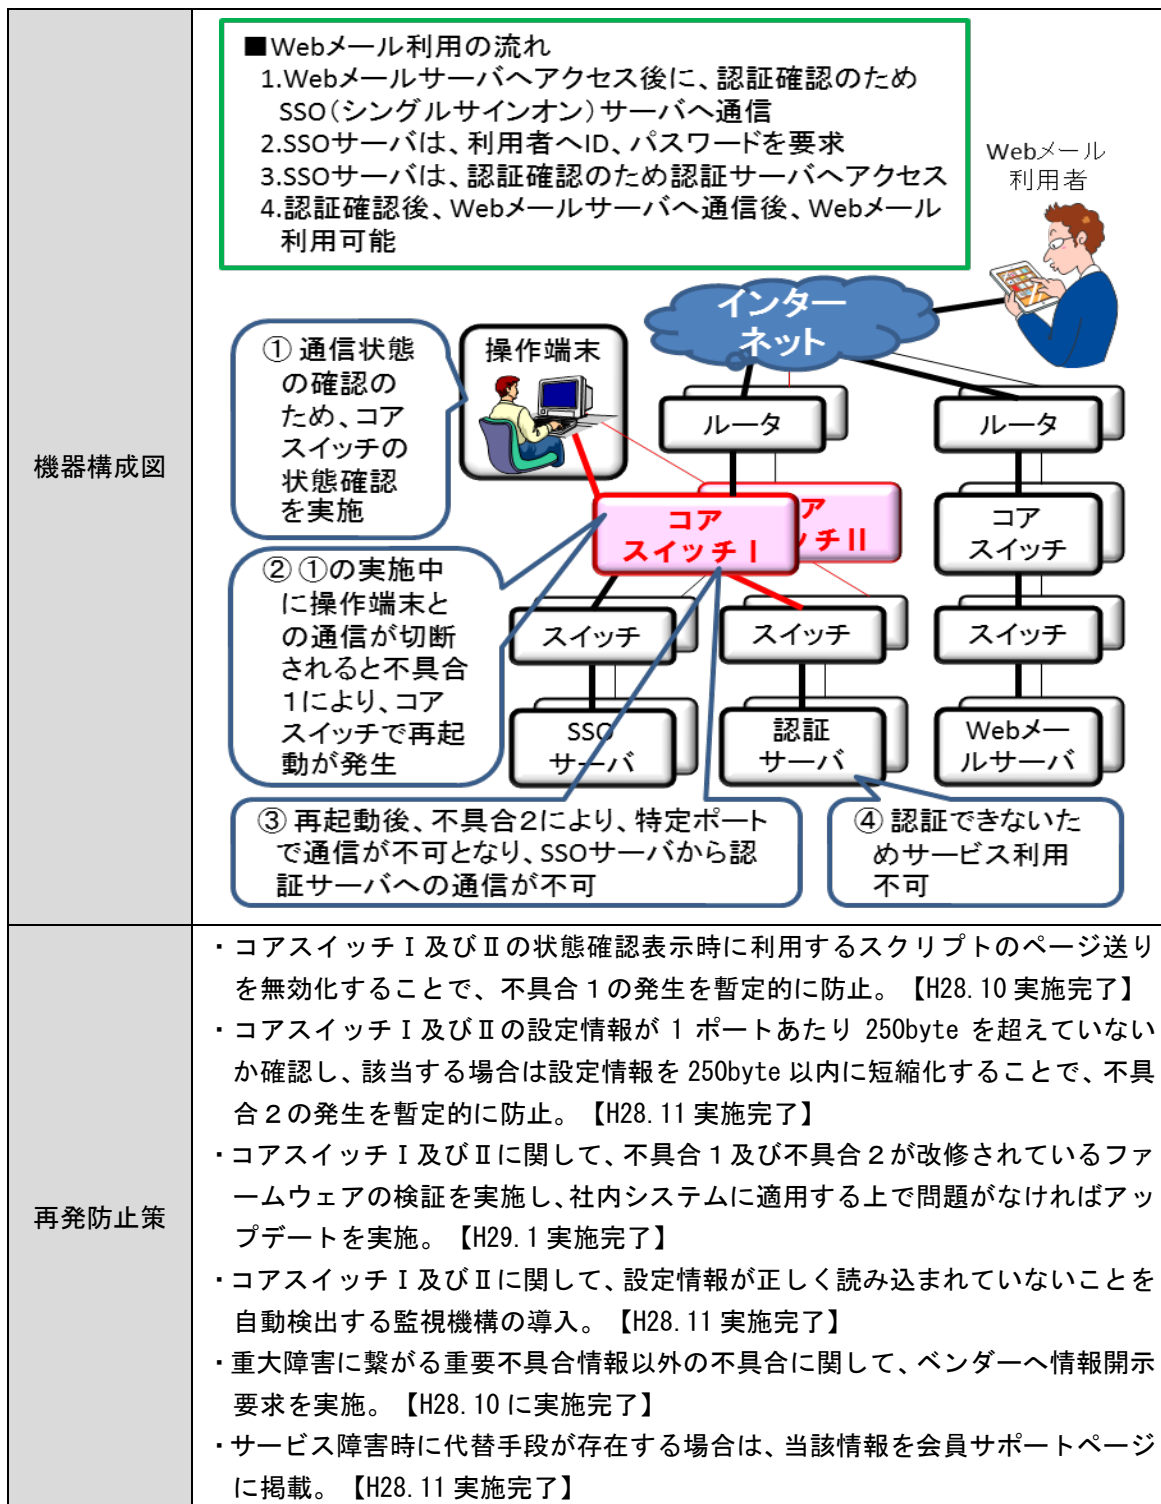 機器構成図
■Webメール利用の流れ
1.Webメールサーバへアクセス後に、認証確認のため
SSO(シングルサインオン)サーバへ通信
2.SSOサーバは、利用者へID、パスワードを要求
3.SSOサーバは、認証確認のため認証サーバへアクセス
4.認証確認後、Webメールサーバへ通信後、Webメール
利用可能
Webメール
利用者
インター
ネット
① 通信状態
の確認の
ため、コア
スイッチの
状態確認
を実施
操作端末
ルータ
ルータ
コア
スイッチⅠ
ア
ッチⅡ
コア
スイッチ
② ①の実施中
に操作端末と
の通信が切断
されると不具合
1により、コア
スイッチで再起
動が発生
スイッチ
スイッチ
スイッチ
SSO
サーバ
認証
サーバ
Webメー
ルサーバ
③ 再起動後、不具合2により、特定ポート
で通信が不可となり、SSOサーバから認
証サーバへの通信が不可
④ 認証できないた
めサービス利用
不可
再発防止策
・コアスイッチⅠ及びⅡの状態確認表示時に利用するスクリプトのページ送り
を無効化することで、不具合1の発生を暫定的に防止。【H28.10 実施完了】
・コアスイッチⅠ及びⅡの設定情報が 1 ポートあたり 250byte を超えていない
か確認し、該当する場合は設定情報を 250byte 以内に短縮化することで、不具
合2の発生を暫定的に防止。【H28.11 実施完了】
・コアスイッチⅠ及びⅡに関して、不具合1及び不具合2が改修されているファ
ームウェアの検証を実施し、社内システムに適用する上で問題がなければアッ
プデートを実施。【H29.1 実施完了】
・コアスイッチⅠ及びⅡに関して、設定情報が正しく読み込まれていないことを
自動検出する監視機構の導入。【H28.11 実施完了】
・重大障害に繋がる重要不具合情報以外の不具合に関して、ベンダーへ情報開示
要求を実施。【H28.10 に実施完了】
・サービス障害時に代替手段が存在する場合は、当該情報を会員サポートページ
に掲載。【H28.11 実施完了】